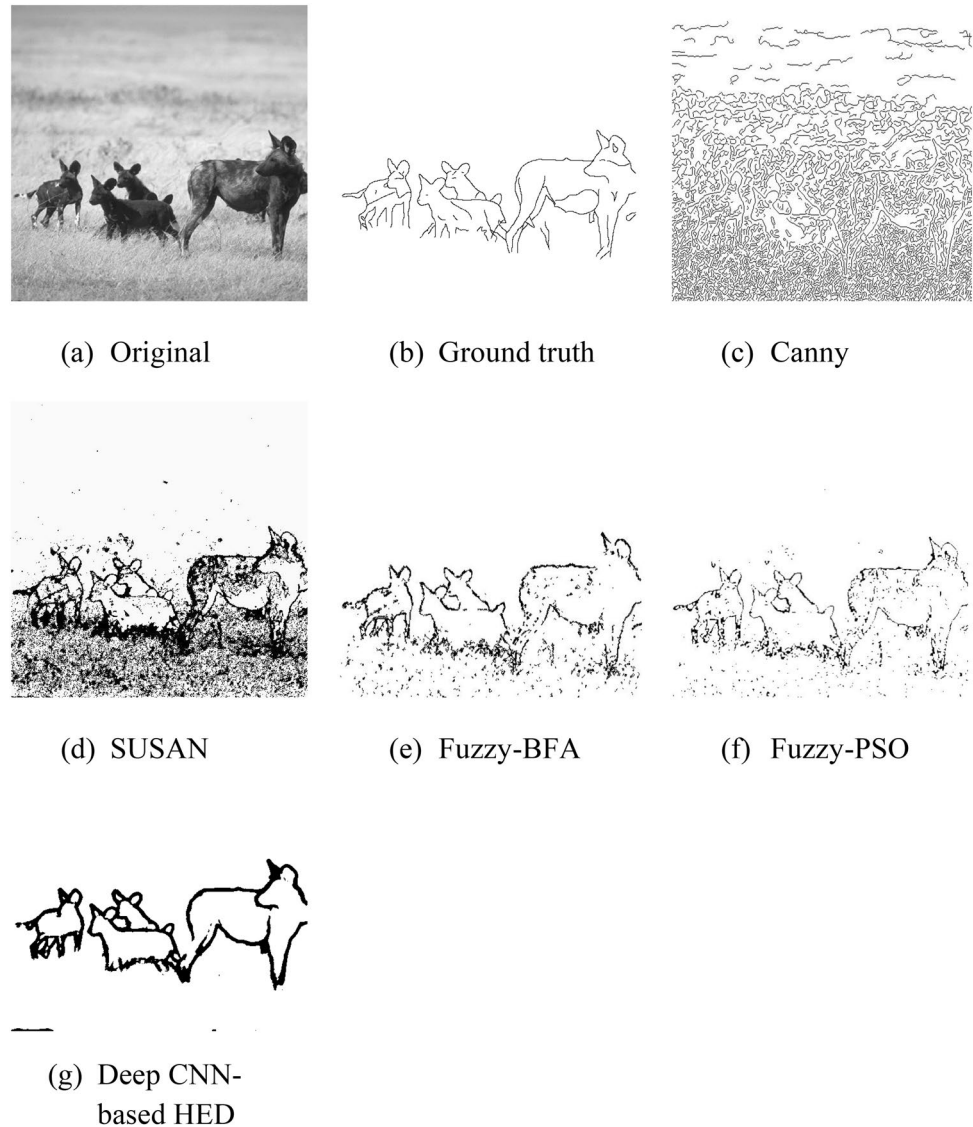 (a) Original
(b) Ground truth
(c) Canny
(d) SUSAN
(e) Fuzzy-BFA
(f) Fuzzy-PSO
(g) Deep CNN-
based HED